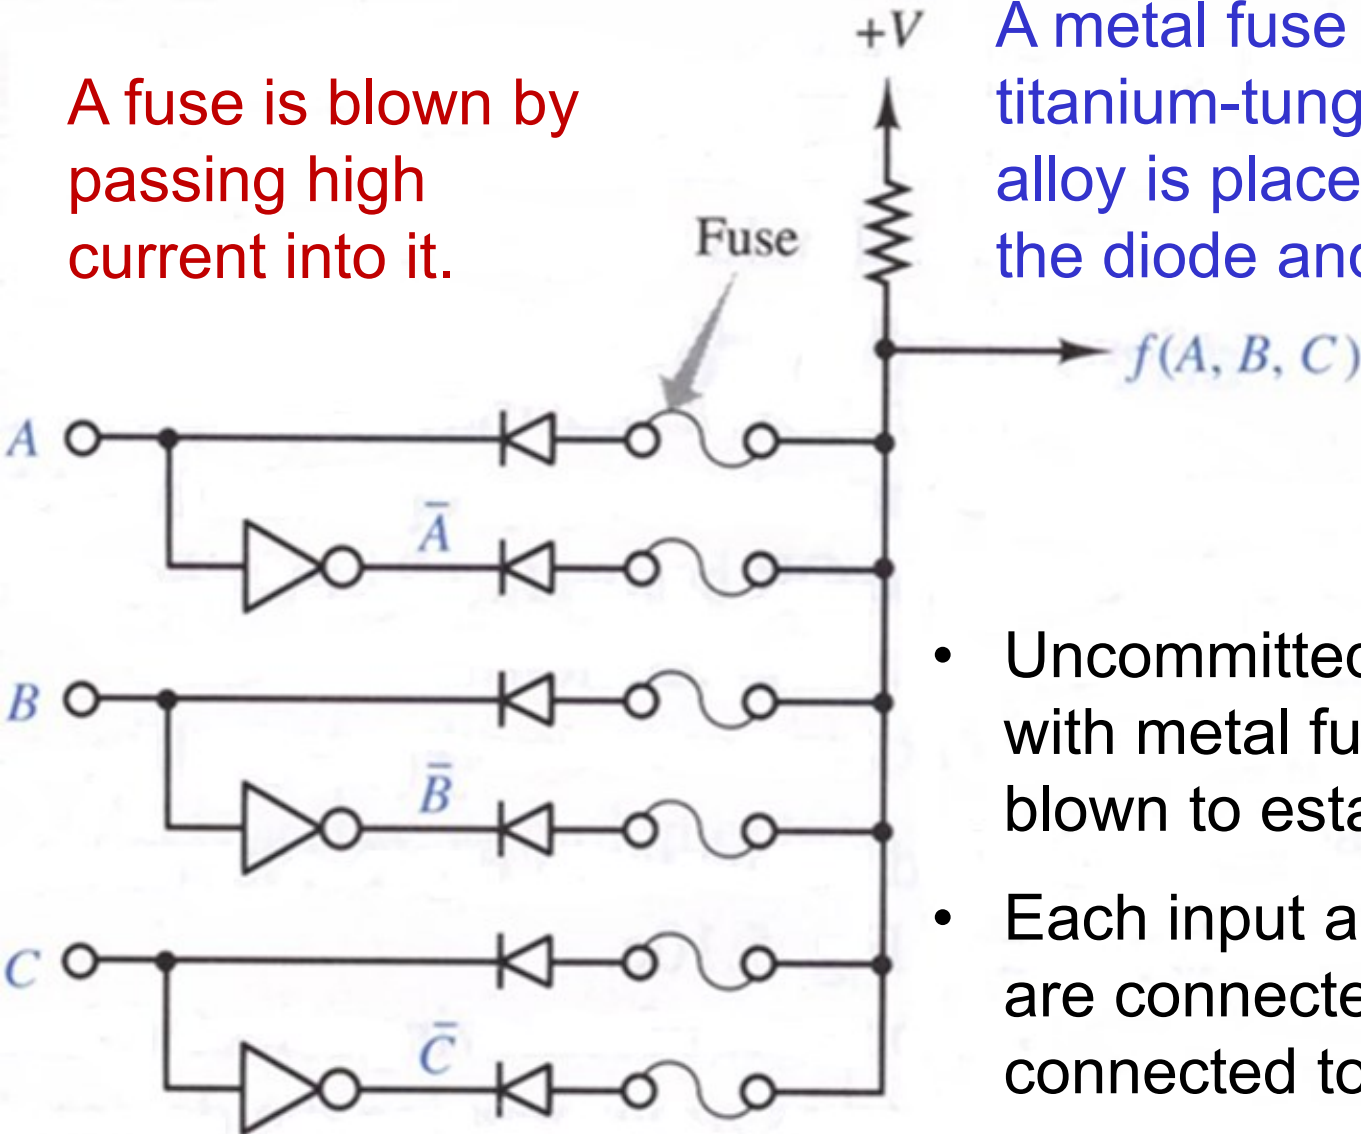 A fuse is blown by
passing high
current into it.
+V
A metal fuse
titanium-tung
alloy is place
the diode and
Fuse
f(A, B, C)
A
A̅
B
B̅
C
C̅
• Uncommitted
with metal fu
blown to esta
• Each input a
are connecte
connected to